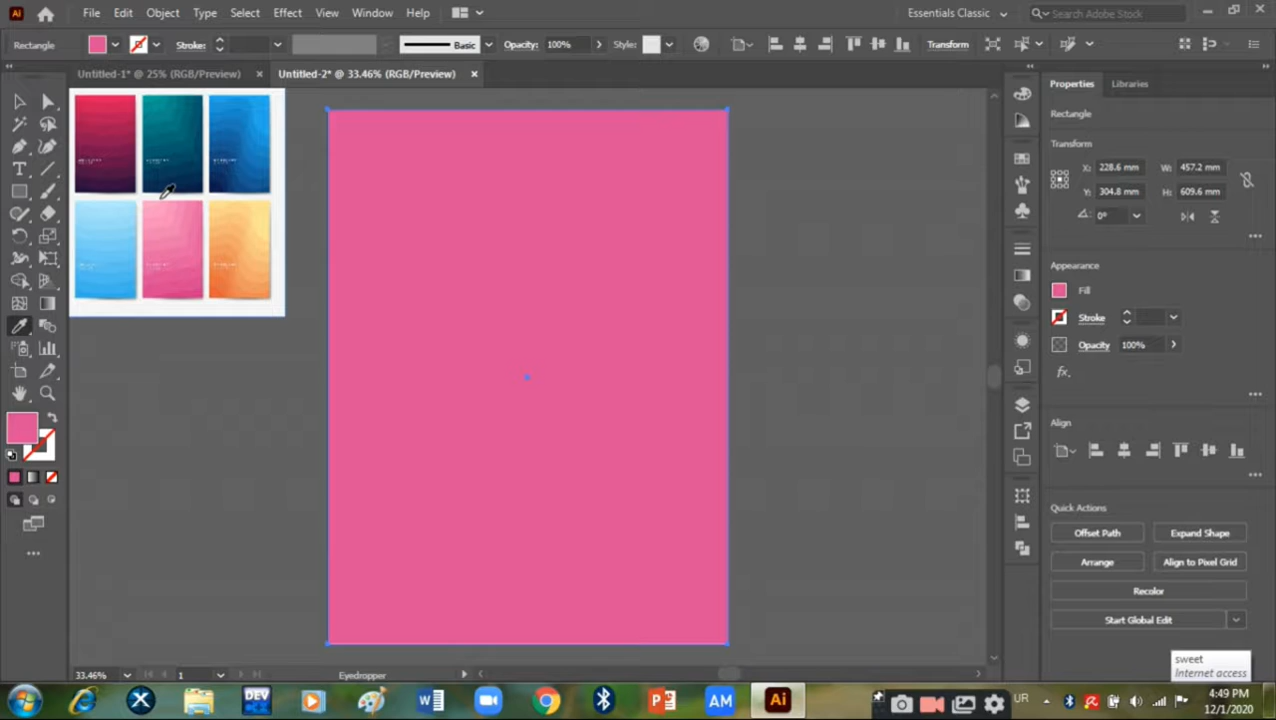 Ai File Edit Object Type Select Effect View Window Help Essentials Classic Search Adobe Stock
Rectangle Stroke: Basic Opacity: 100% Style: Transform
Untitled-1* @ 25% (RGB/Preview) × Untitled-2* @ 33.46% (RGB/Preview) ×
Properties Libraries
Rectangle
Transform
X: 228.6 mm W: 457.2 mm
Y: 304.8 mm H: 609.6 mm
0°
Appearance
Fill
Stroke
Opacity 100%
fx.
Align
Quick Actions
Offset Path Expand Shape
Arrange Align to Pixel Grid
Recolor
Start Global Edit
33.46% 1 Eyedropper
sweet
Internet access
DEV W P AM Ai UR 4:49 PM
12/1/2020